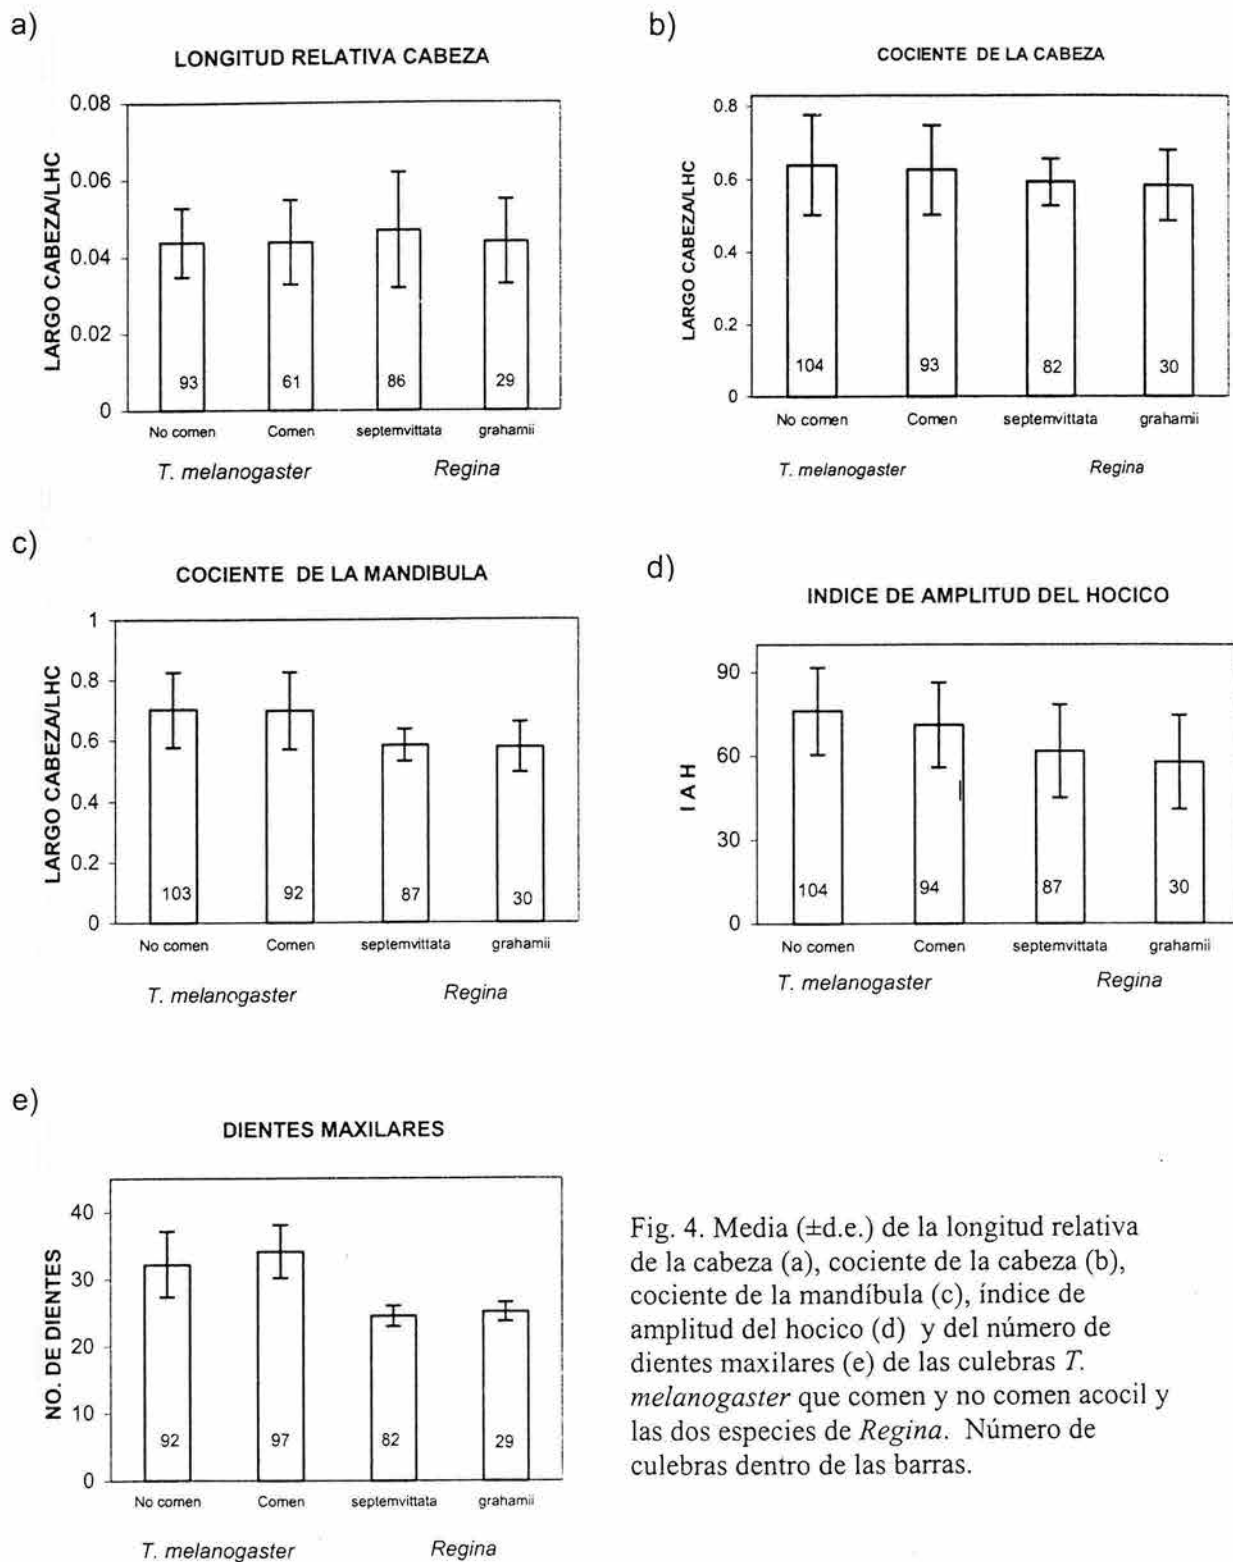 a)
LONGITUD RELATIVA CABEZA
LARGO CABEZA/LHC
0.08
0.06
0.04
0.02
0
93
61
86
29
No comen
Comen
septemvittata
grahamii
T. melanogaster
Regina
b)
COCIENTE DE LA CABEZA
LARGO CABEZA/LHC
0.8
0.6
0.4
0.2
0
104
93
82
30
No comen
Comen
septemvittata
grahamii
T. melanogaster
Regina
c)
COCIENTE DE LA MANDIBULA
LARGO CABEZA/LHC
1
0.8
0.6
0.4
0.2
0
103
92
87
30
No comen
Comen
septemvittata
grahamii
T. melanogaster
Regina
d)
INDICE DE AMPLITUD DEL HOCICO
I A H
90
60
30
0
104
94
87
30
No comen
Comen
septemvittata
grahamii
T. melanogaster
Regina
e)
DIENTES MAXILARES
NO. DE DIENTES
40
30
20
10
0
92
97
82
29
No comen
Comen
septemvittata
grahamii
T. melanogaster
Regina
Fig. 4. Media (±d.e.) de la longitud relativa
de la cabeza (a), cociente de la cabeza (b),
cociente de la mandíbula (c), índice de
amplitud del hocico (d) y del número de
dientes maxilares (e) de las culebras T.
melanogaster que comen y no comen acocil y
las dos especies de Regina. Número de
culebras dentro de las barras.